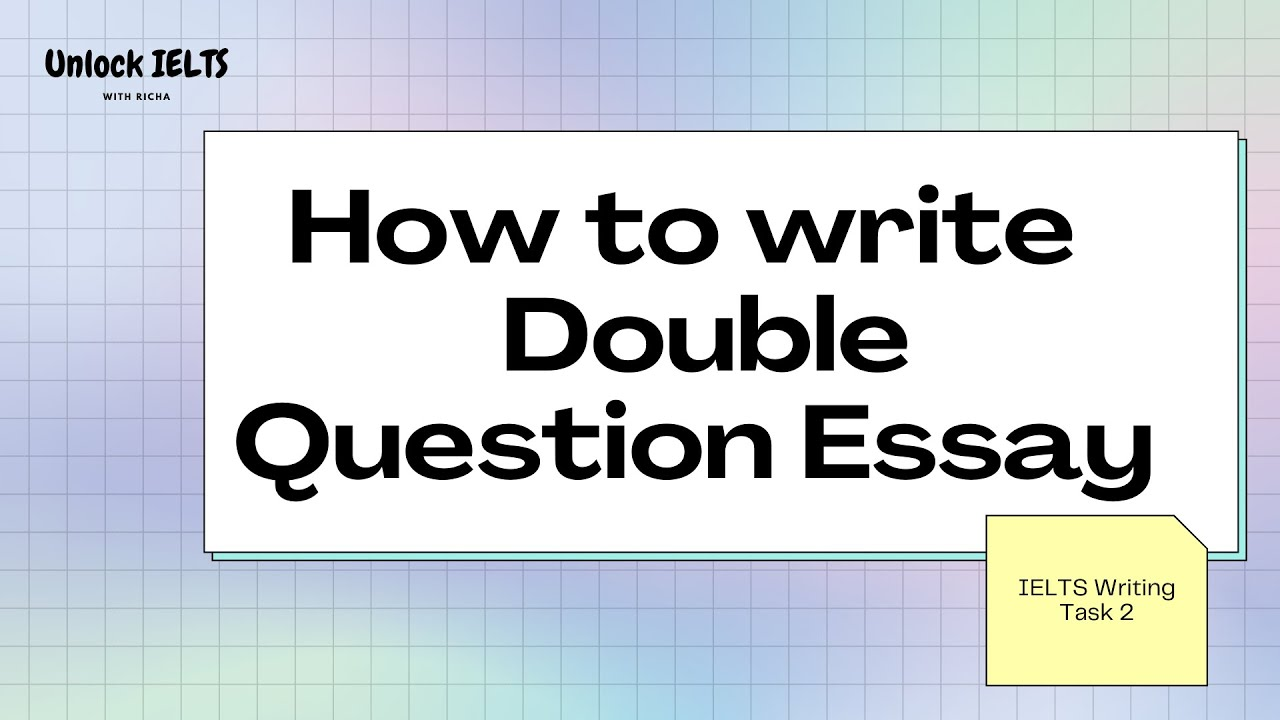 Unlock IELTS
WITH RICHA
How to write
Double
Question Essay
IELTS Writing
Task 2